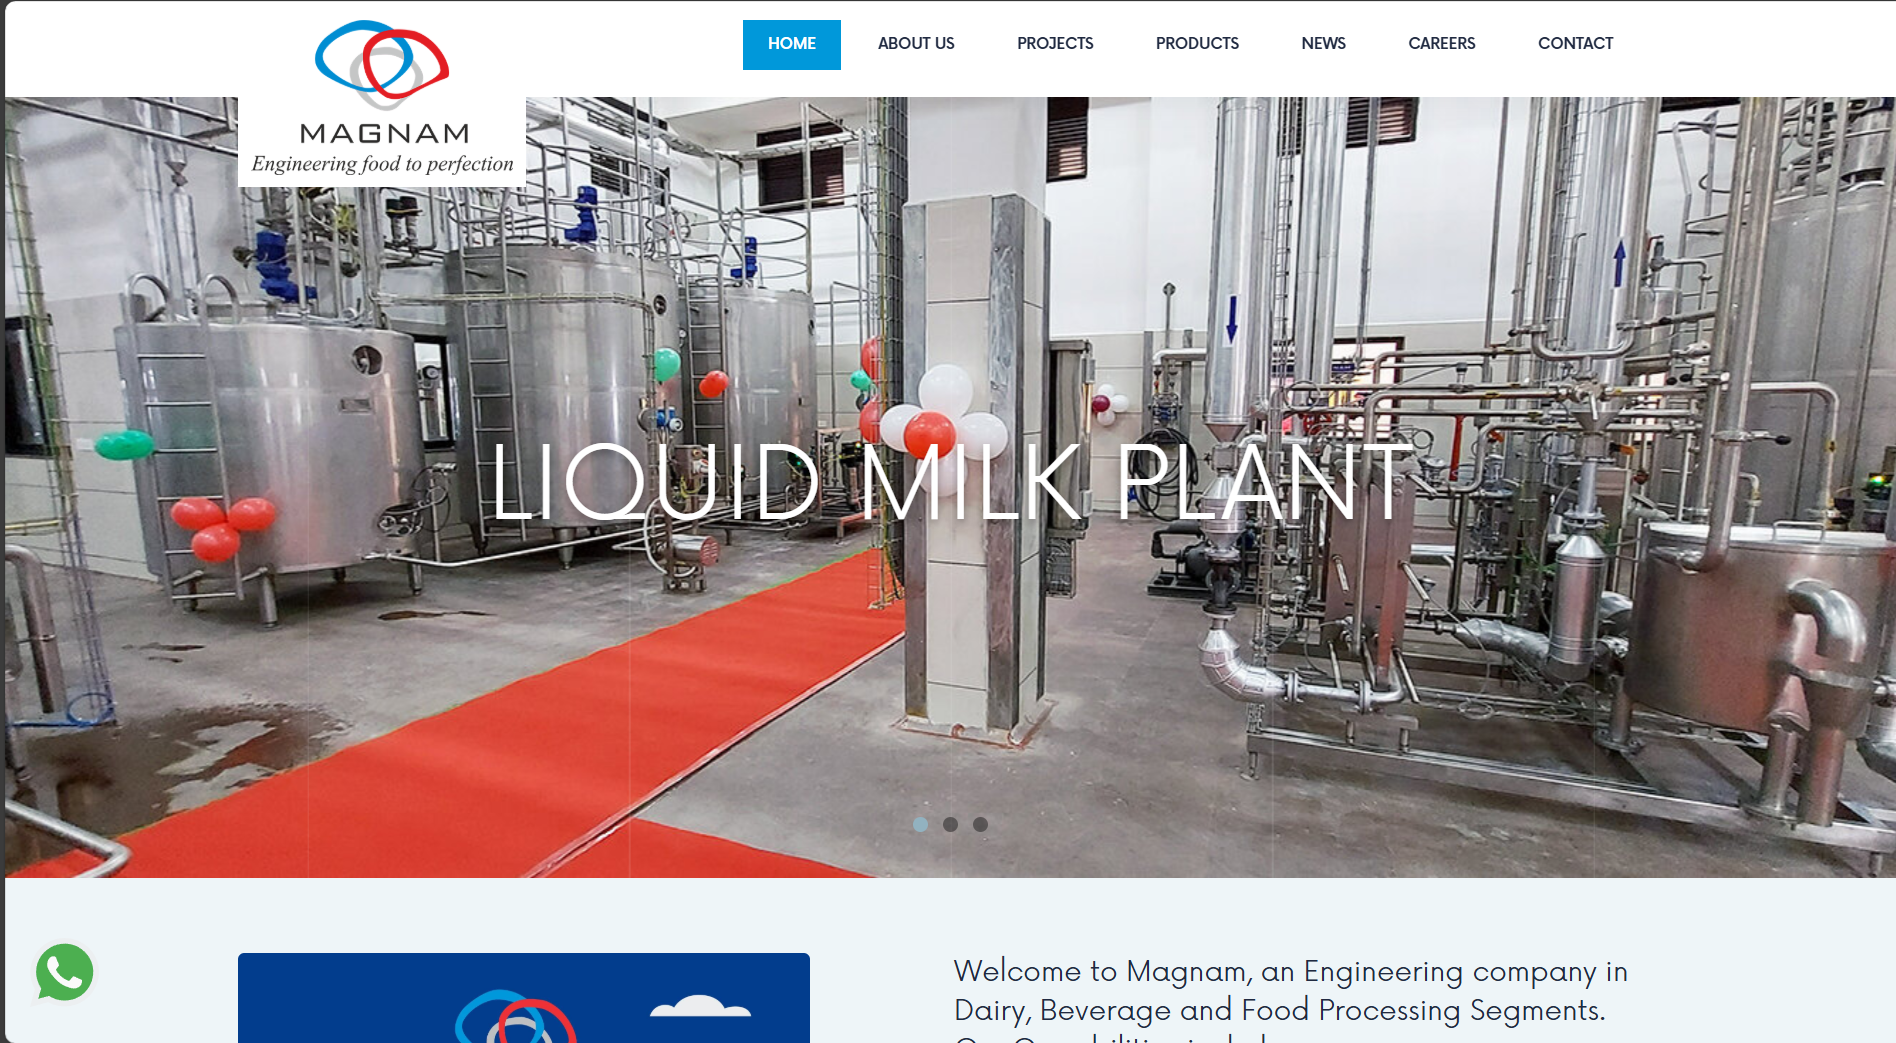 MAGNAM
Engineering food to perfection
HOME ABOUT US PROJECTS PRODUCTS NEWS CAREERS CONTACT
LIQUID MILK PLANT
Welcome to Magnam, an Engineering company in
Dairy, Beverage and Food Processing Segments.